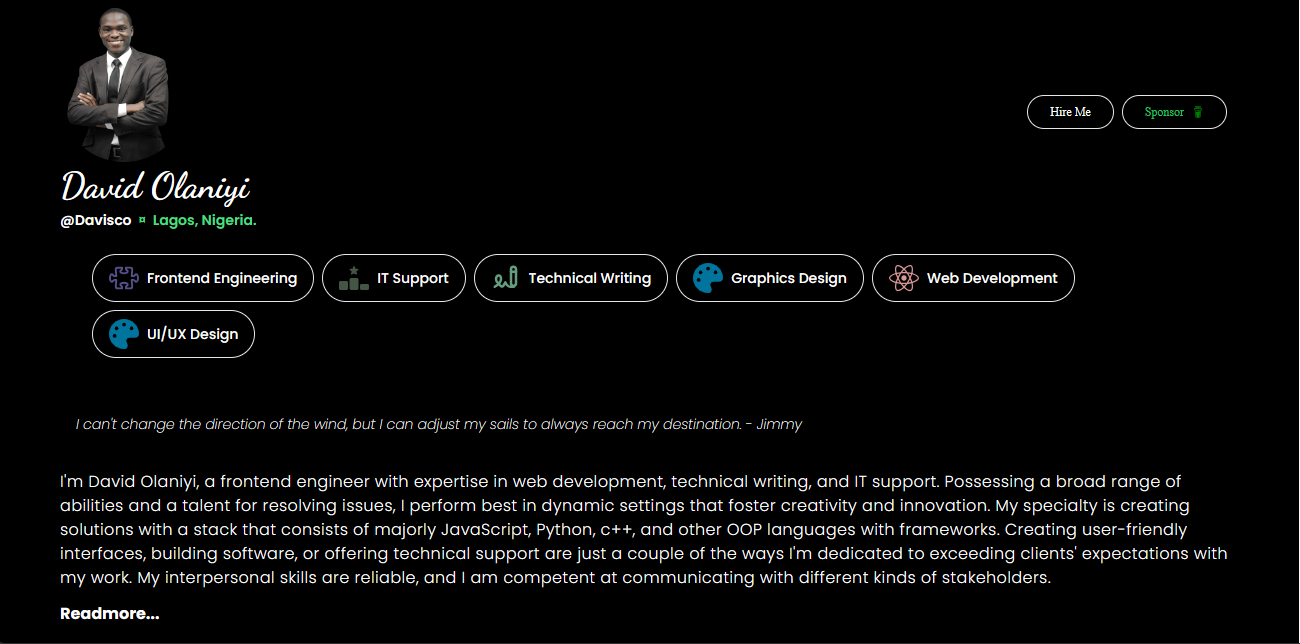 Hire Me
Sponsor
David Olaniyi
@Davisco ¤ Lagos, Nigeria.
Frontend Engineering
IT Support
Technical Writing
Graphics Design
Web Development
UI/UX Design
I can't change the direction of the wind, but I can adjust my sails to always reach my destination. - Jimmy
I'm David Olaniyi, a frontend engineer with expertise in web development, technical writing, and IT support. Possessing a broad range of
abilities and a talent for resolving issues, I perform best in dynamic settings that foster creativity and innovation. My specialty is creating
solutions with a stack that consists of majorly JavaScript, Python, c++, and other OOP languages with frameworks. Creating user-friendly
interfaces, building software, or offering technical support are just a couple of the ways I'm dedicated to exceeding clients' expectations with
my work. My interpersonal skills are reliable, and I am competent at communicating with different kinds of stakeholders.
Readmore...